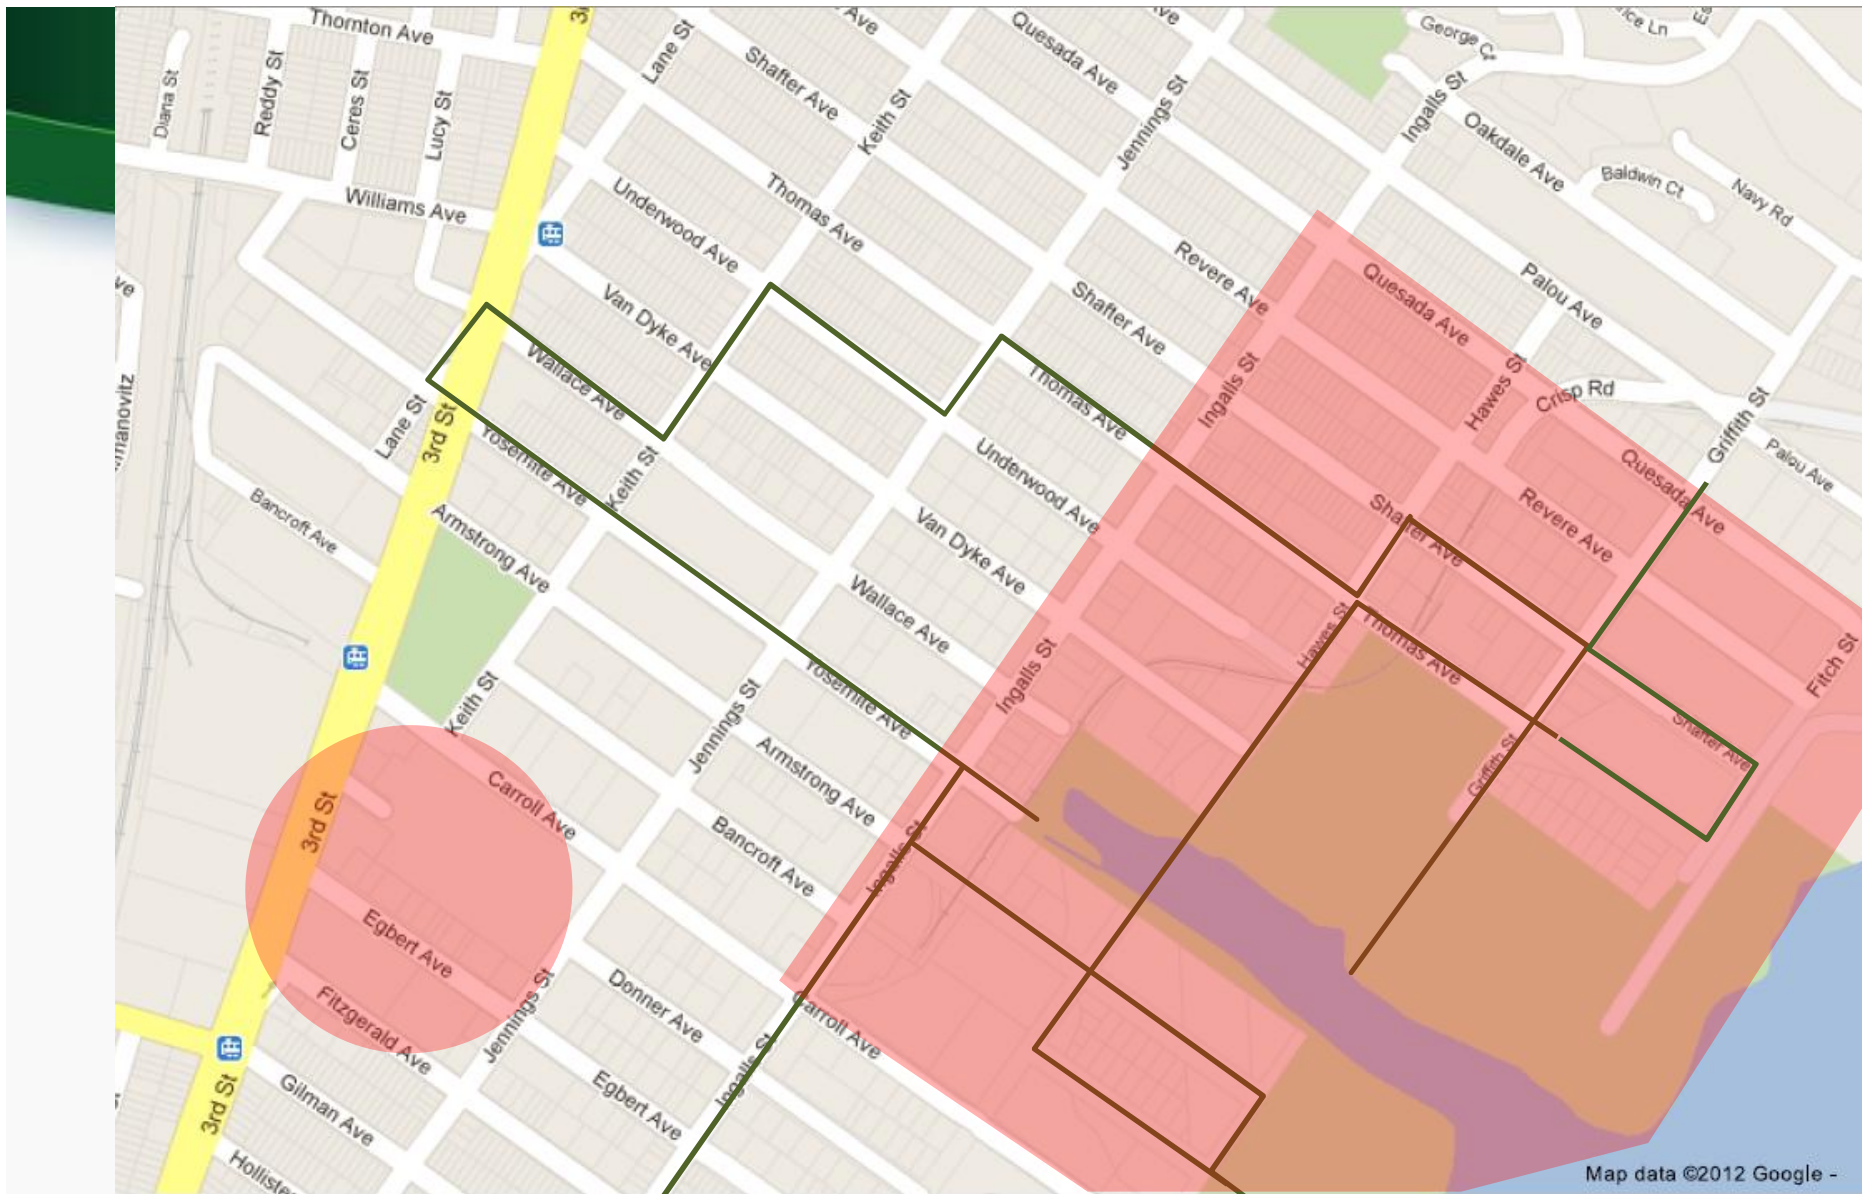 Thornton Ave
Lane St
Shafter Ave
Ave
Quesada Ave
Ave
George Ct
Ln
Diana St
Reddy St
Ceres St
Lucy St
Keith St
Jennings St
Ingalls St
Oakdale Ave
Baldwin Ct
Navy Rd
Williams Ave
Underwood Ave
Thomas Ave
Revere Ave
Palou Ave
Van Dyke Ave
Shafter Ave
Quesada Ave
Wallace Ave
Thomas Ave
Ingalls St
Hawes St
Crisp Rd
Griffith St
Palou Ave
Lane St
3rd St
Yosemite Ave
Keith St
Underwood Ave
Quesada Ave
Bancroft Ave
Armstrong Ave
Van Dyke Ave
Shafter Ave
Revere Ave
Wallace Ave
Hawes St
Thomas Ave
Fitch St
Keith St
Jennings St
Yosemite Ave
Ingalls St
Shafter Ave
Griffith St
3rd St
Carroll Ave
Armstrong Ave
Bancroft Ave
Ingalls St
Egbert Ave
Fitzgerald Ave
Jennings St
Donner Ave
Carroll Ave
Ingalls St
3rd St
Gilman Ave
Egbert Ave
Map data ©2012 Google -